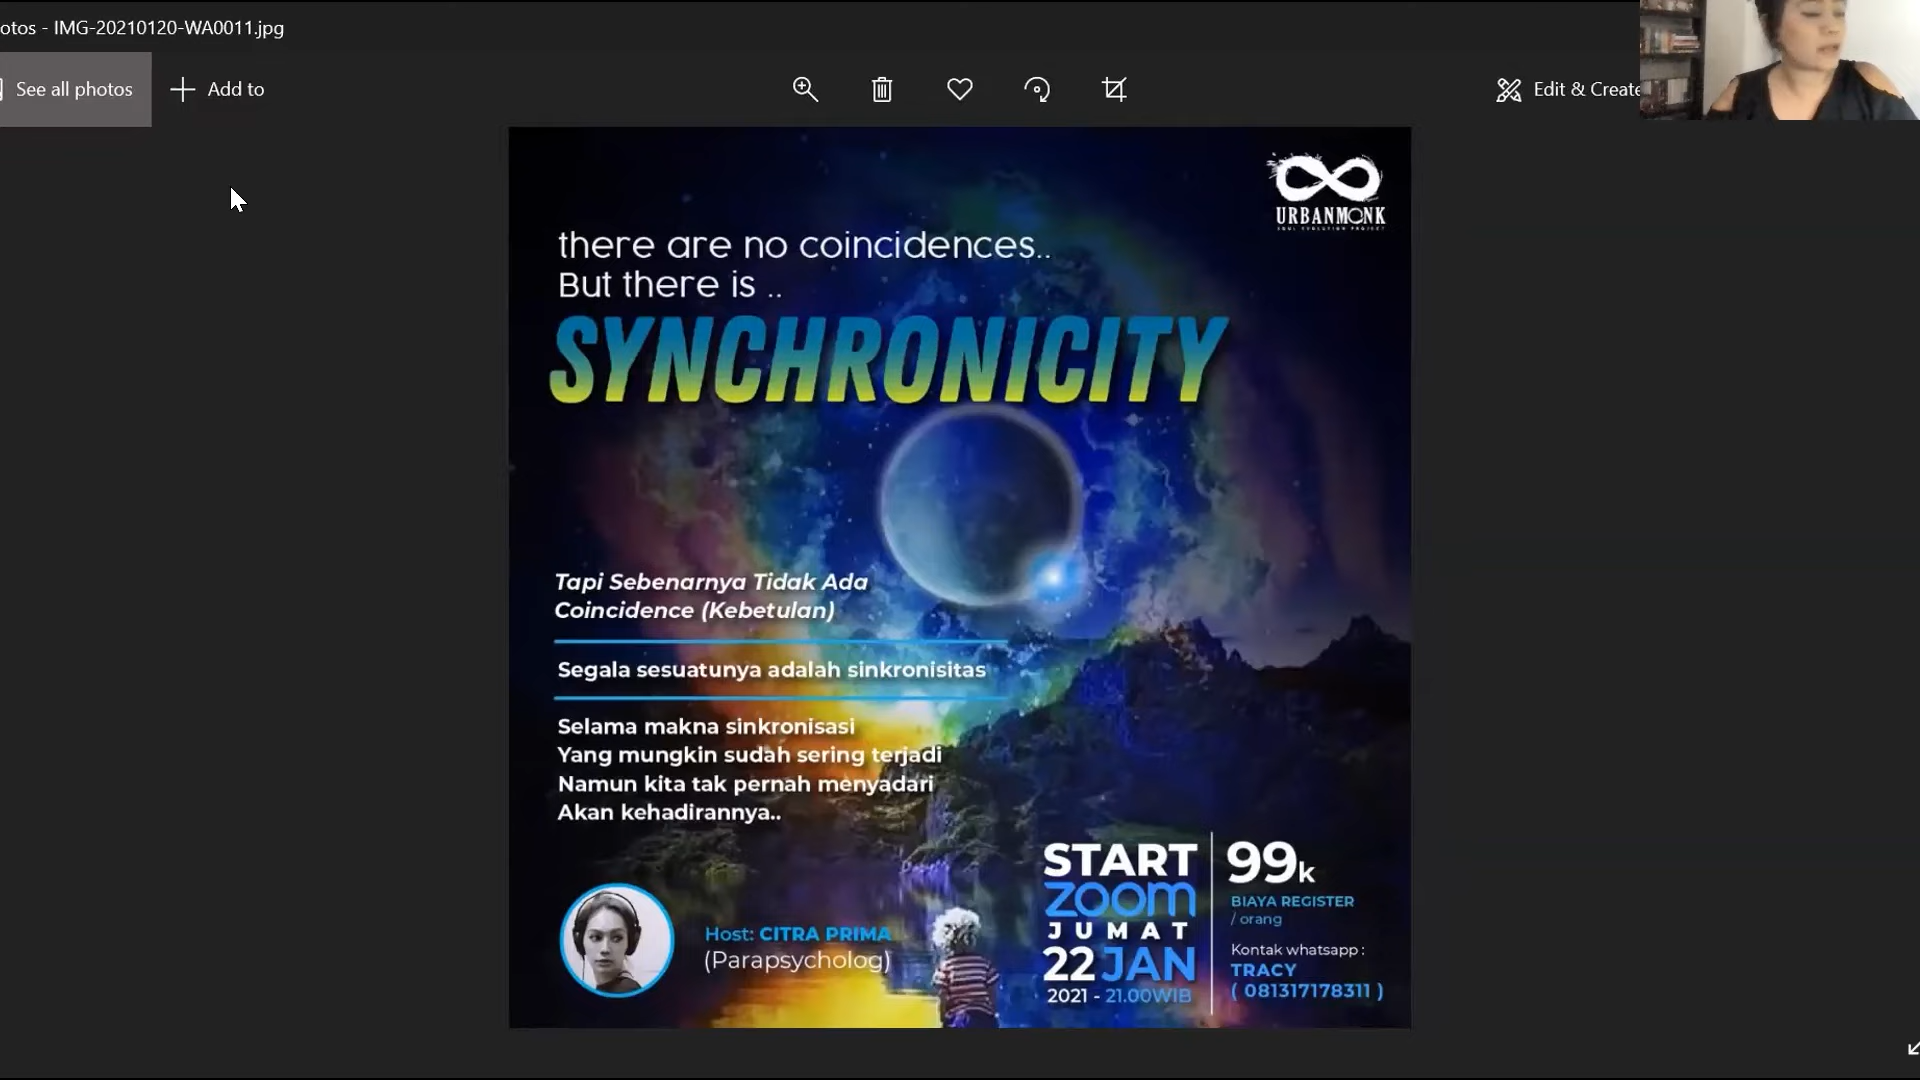 otos - IMG-20210120-WA0011.jpg
See all photos
Add to
Edit & Create
URBANMONK
SOUL EVOLUTION PROJECT
there are no coincidences..
But there is ..
SYNCHRONICITY
Tapi Sebenarnya Tidak Ada
Coincidence (Kebetulan)
Segala sesuatunya adalah sinkronisitas
Selama makna sinkronisasi
Yang mungkin sudah sering terjadi
Namun kita tak pernah menyadari
Akan kehadirannya..
Host: CITRA PRIMA
(Parapsycholog)
START
zoom
JUMAT
22 JAN
2021 - 21.00WIB
99k
BIAYA REGISTER
/ orang
Kontak whatsapp :
TRACY
( 081317178311 )